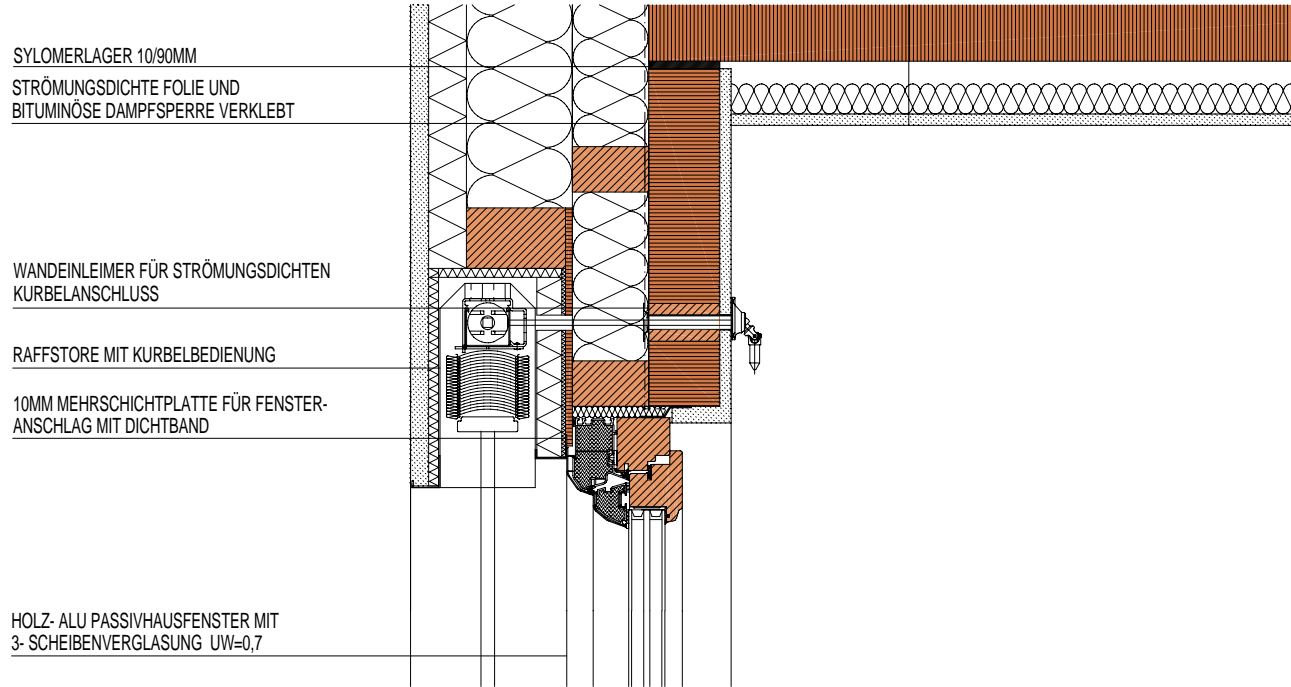 SYLOMERLAGER 10/90MM
STRÖMUNGSDICHTE FOLIE UND
BITUMINÖSE DAMPFSPERRE VERKLEBT
WANDEINLEIMER FÜR STRÖMUNGSDICHTEN
KURBELANSCHLUSS
RAFFSTORE MIT KURBELBEDIENUNG
10MM MEHRSCHICHTPLATTE FÜR FENSTER-
ANSCHLAG MIT DICHTBAND
HOLZ- ALU PASSIVHAUSFENSTER MIT
3- SCHEIBENVERGLASUNG UW=0,7